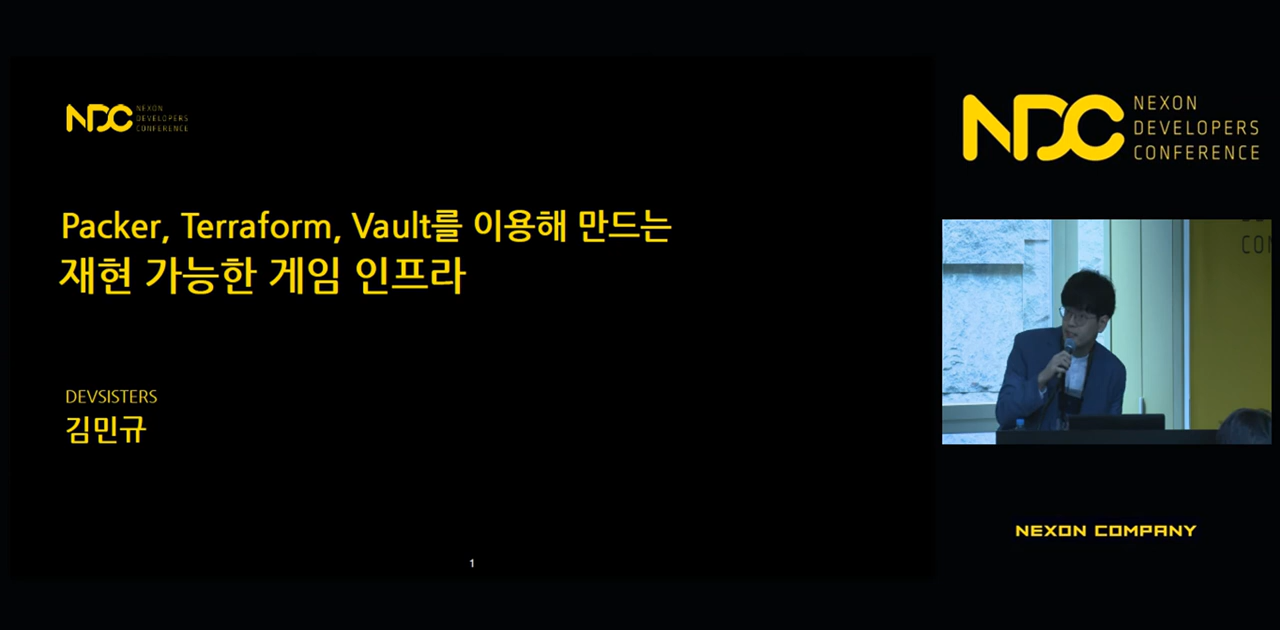 NDC NEXON
DEVELOPERS
CONFERENCE
Packer, Terraform, Vault를 이용해 만드는
재현 가능한 게임 인프라
DEVSISTERS
김민규
1
NDC NEXON
DEVELOPERS
CONFERENCE
CON
NEXON COMPANY